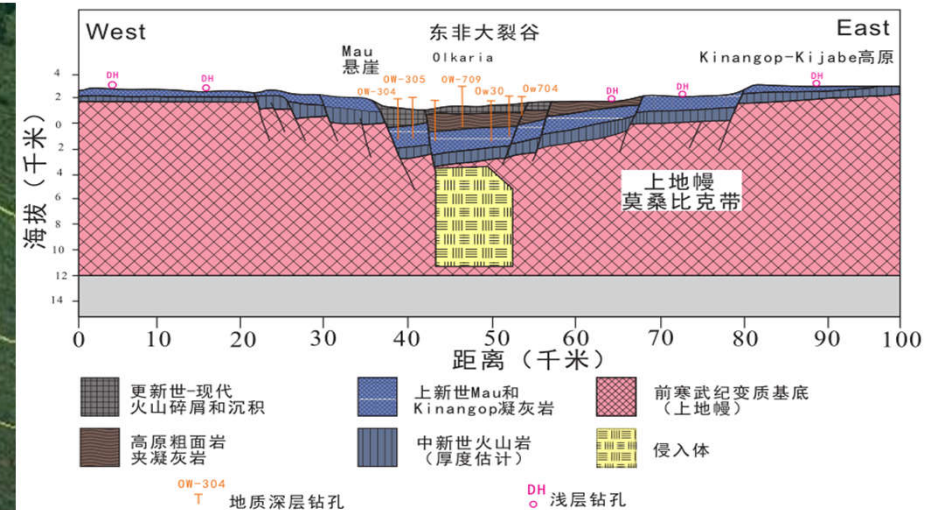 West
东非大裂谷
East
Mau
悬崖
Olkaria
Kinangop-Kijabe高原
DH
DH
OW-305
OW-304
OW-709
Ow30
Ow704
DH
DH
DH
海拔（千米）
4
2
0
2
4
6
8
10
12
14
上地幔
莫桑比克带
0
10
20
30
40
50
60
70
80
90
100
距离（千米）
更新世-现代
火山碎屑和沉积
上新世Mau和
Kinangop凝灰岩
前寒武纪变质基底
（上地幔）
高原粗面岩
夹凝灰岩
中新世火山岩
（厚度估计）
侵入体
OW-304
地质深层钻孔
DH
浅层钻孔